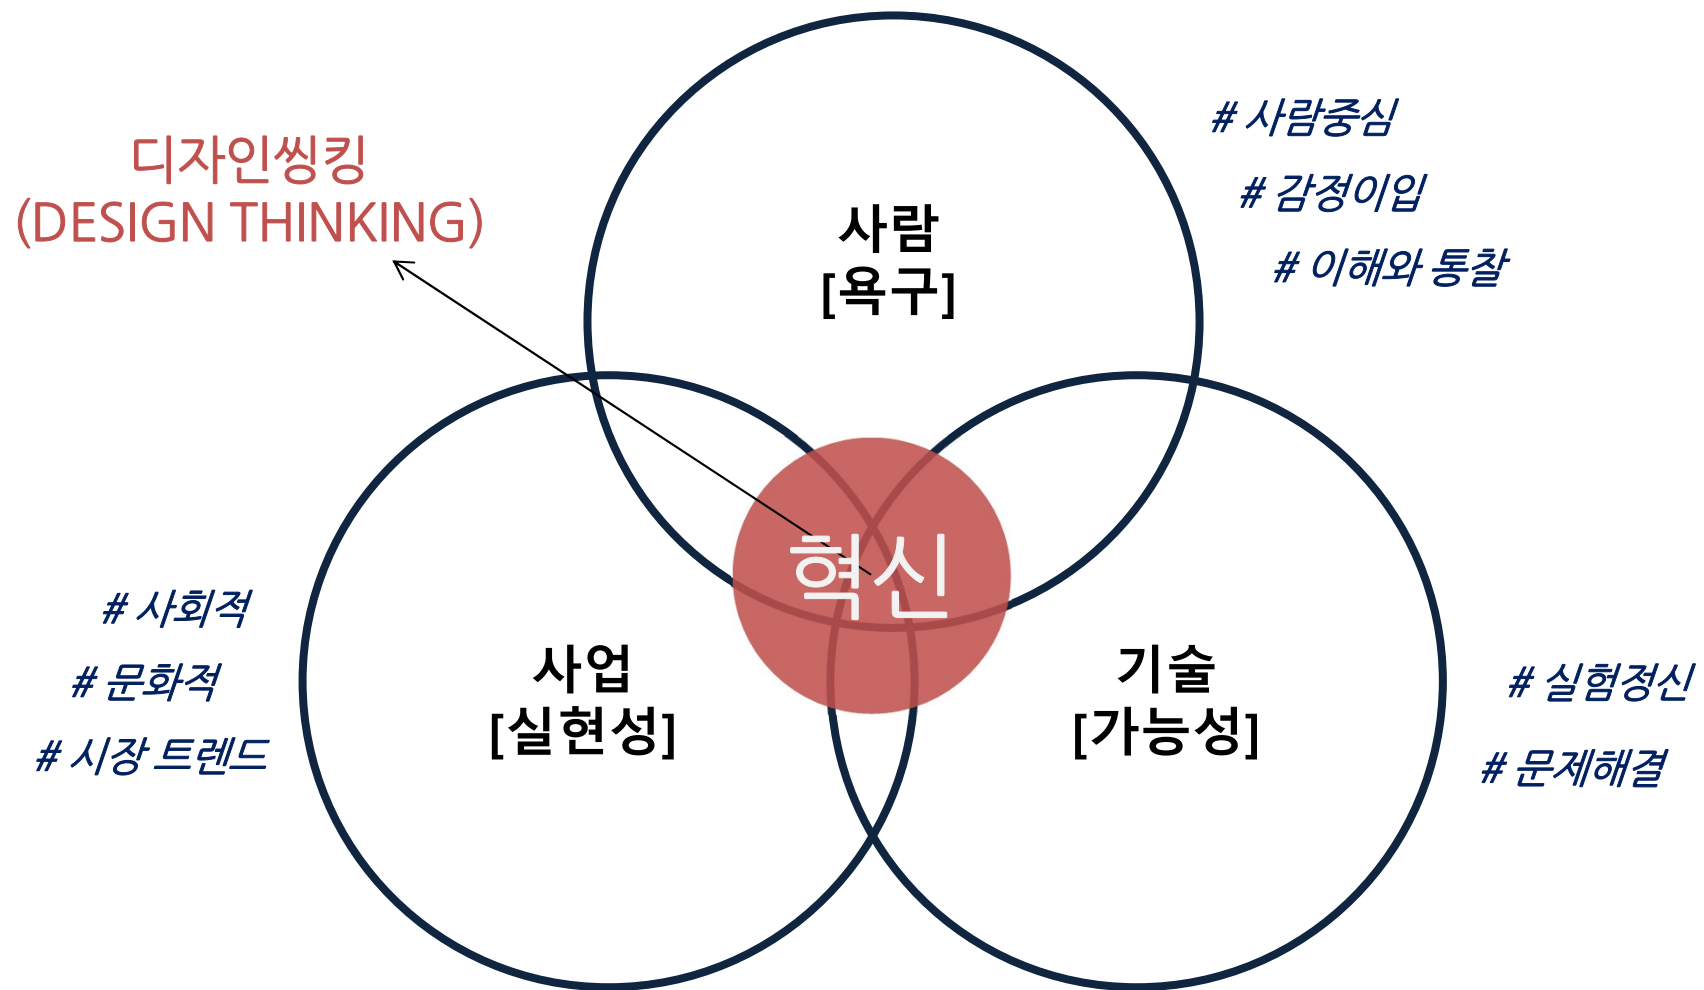 디자인씽킹
(DESIGN THINKING)
사람
[욕구]
# 사람중심
# 감정이입
# 이해와 통찰
혁신
사업
[실현성]
# 사회적
# 문화적
# 시장 트렌드
기술
[가능성]
# 실험정신
# 문제해결